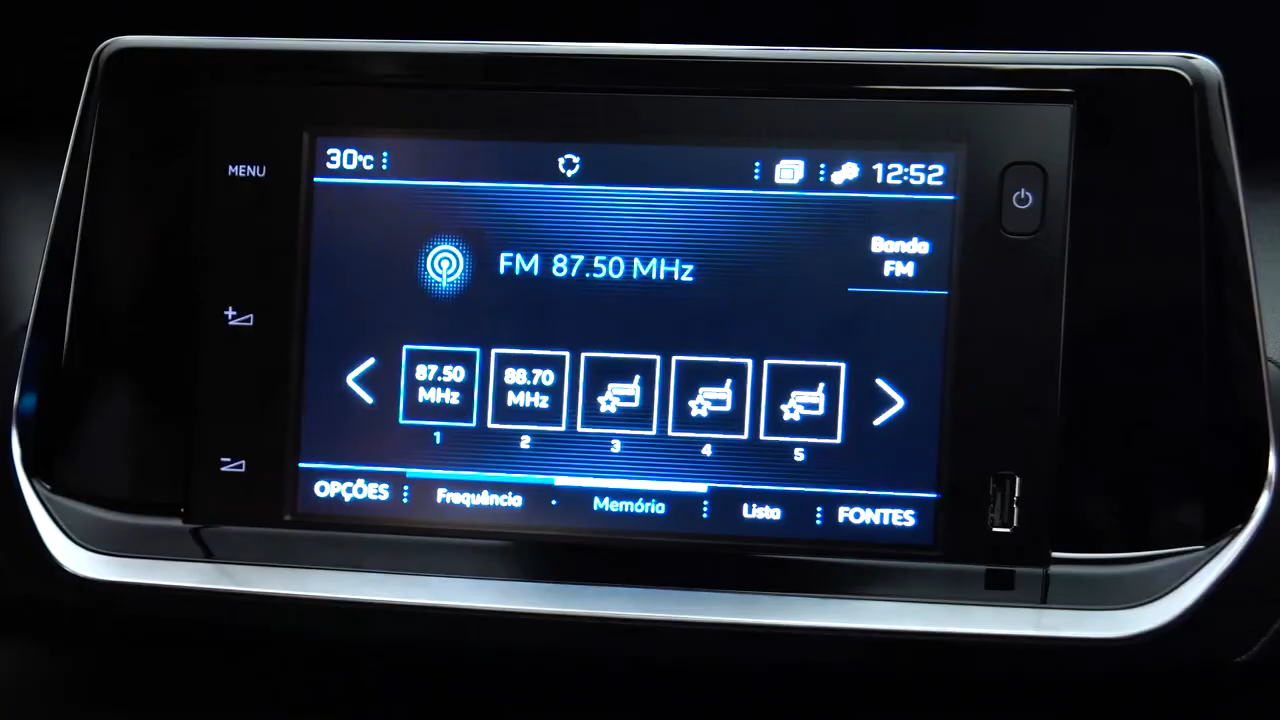 MENU
30°C
12:52
FM 87.50 MHz
Banda
FM
87.50
MHz
88.70
MHz
1
2
3
4
5
OPÇÕES
Frequência
Memória
Lista
FONTES